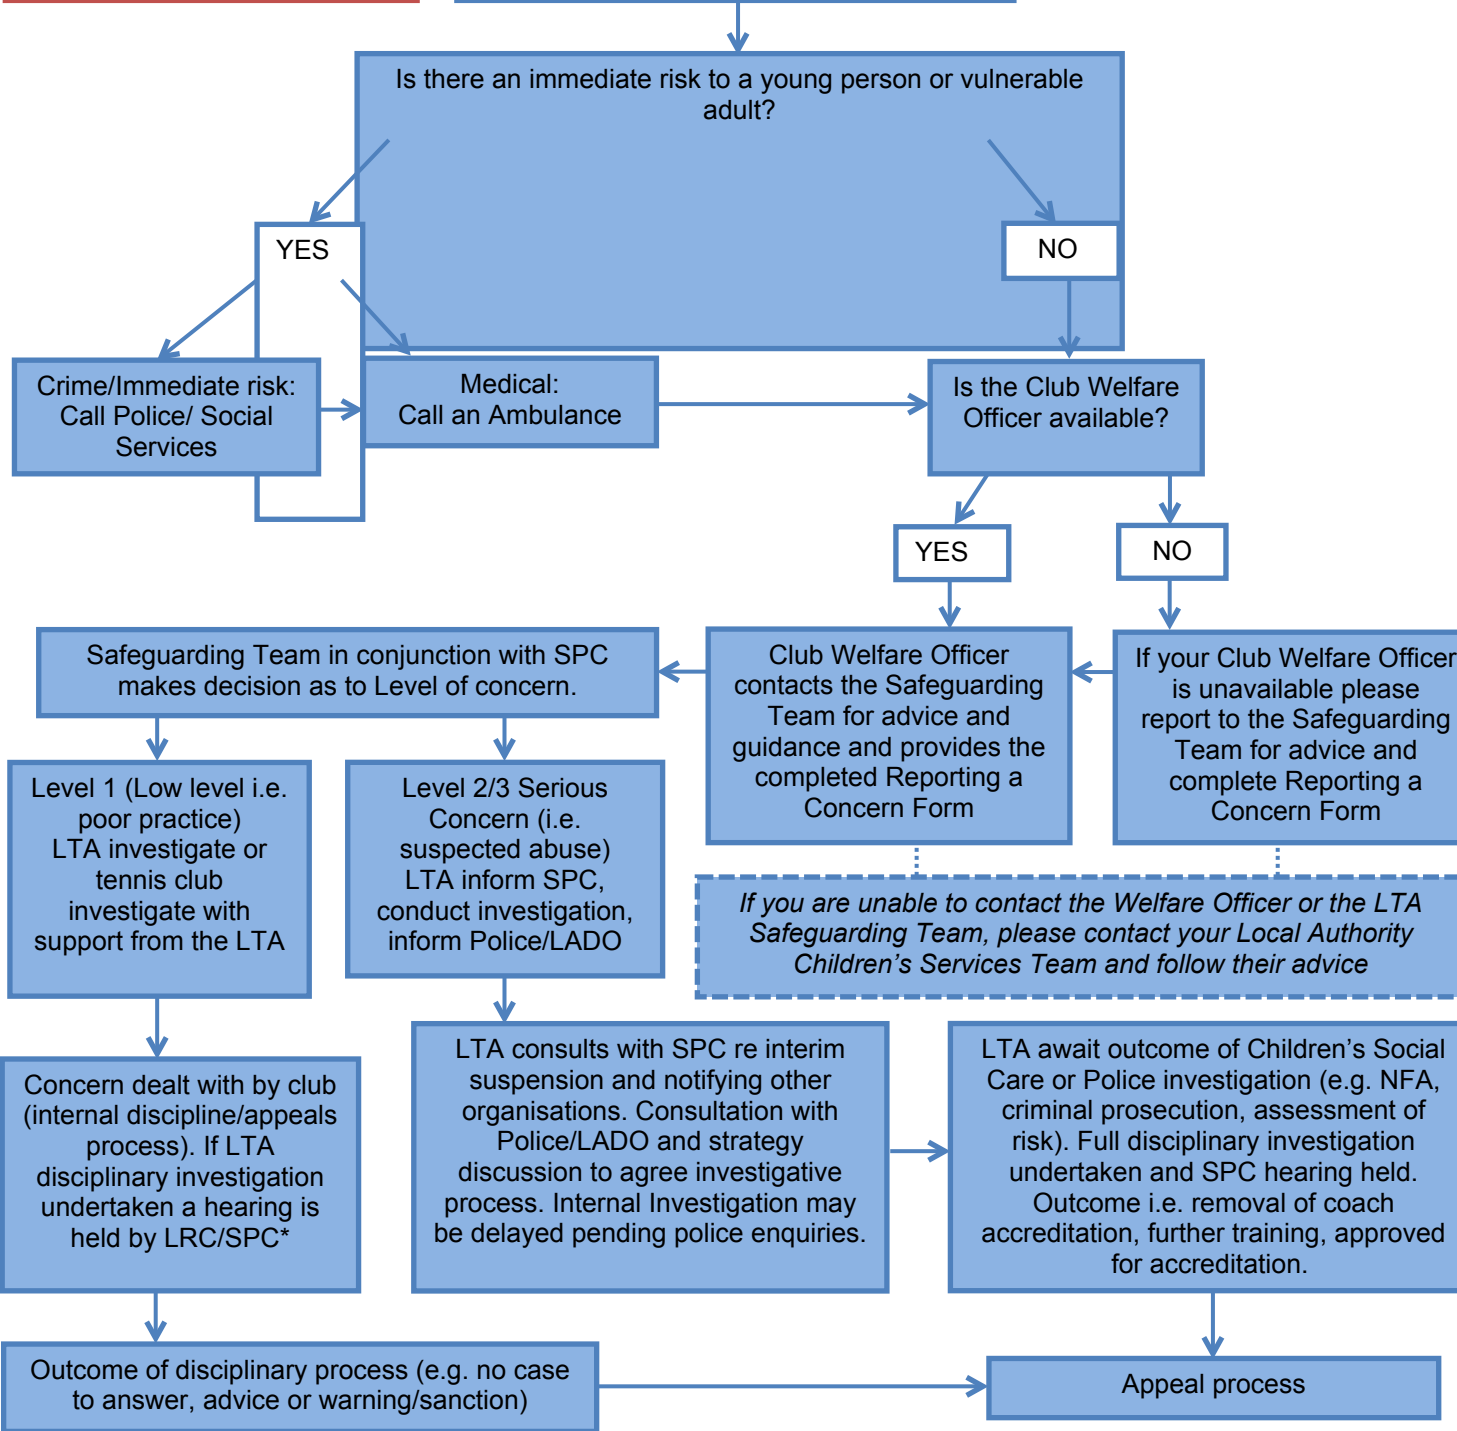 Is there an immediate risk to a young person or vulnerable
adult?
YES
NO
Crime/Immediate risk:
Call Police/ Social
Services
Medical:
Call an Ambulance
Is the Club Welfare
Officer available?
YES
NO
Safeguarding Team in conjunction with SPC
makes decision as to Level of concern.
Club Welfare Officer
contacts the Safeguarding
Team for advice and
guidance and provides the
completed Reporting a
Concern Form
If your Club Welfare Officer
is unavailable please
report to the Safeguarding
Team for advice and
complete Reporting a
Concern Form
Level 1 (Low level i.e.
poor practice)
LTA investigate or
tennis club
investigate with
support from the LTA
Level 2/3 Serious
Concern (i.e.
suspected abuse)
LTA inform SPC,
conduct investigation,
inform Police/LADO
If you are unable to contact the Welfare Officer or the LTA
Safeguarding Team, please contact your Local Authority
Children’s Services Team and follow their advice
Concern dealt with by club
(internal discipline/appeals
process). If LTA
disciplinary investigation
undertaken a hearing is
held by LRC/SPC*
LTA consults with SPC re interim
suspension and notifying other
organisations. Consultation with
Police/LADO and strategy
discussion to agree investigative
process. Internal Investigation may
be delayed pending police enquiries.
LTA await outcome of Children’s Social
Care or Police investigation (e.g. NFA,
criminal prosecution, assessment of
risk). Full disciplinary investigation
undertaken and SPC hearing held.
Outcome i.e. removal of coach
accreditation, further training, approved
for accreditation.
Outcome of disciplinary process (e.g. no case
to answer, advice or warning/sanction)
Appeal process